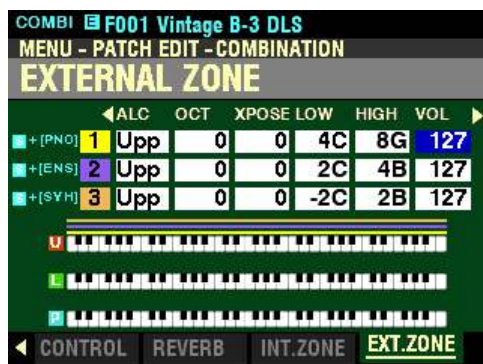 COMBI E F001 Vintage B-3 DLS
MENU - PATCH EDIT - COMBINATION
EXTERNAL ZONE
ALC OCT XPOSE LOW HIGH VOL
S + [PNO] 1 Upp 0 0 4C 8G 127
S + [ENS] 2 Upp 0 0 2C 4B 127
S + [SYH] 3 Upp 0 0 -2C 2B 127
U
L
P
CONTROL REVERB INT.ZONE EXT.ZONE